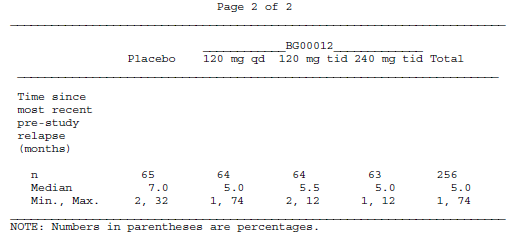 Page 2 of 2
BG00012
Placebo 120 mg qd 120 mg tid 240 mg tid Total
Time since
most recent
pre-study
relapse
(months)
n 65 64 64 63 256
Median 7.0 5.0 5.5 5.0 5.0
Min., Max. 2, 32 1, 74 2, 12 1, 12 1, 74
NOTE: Numbers in parentheses are percentages.